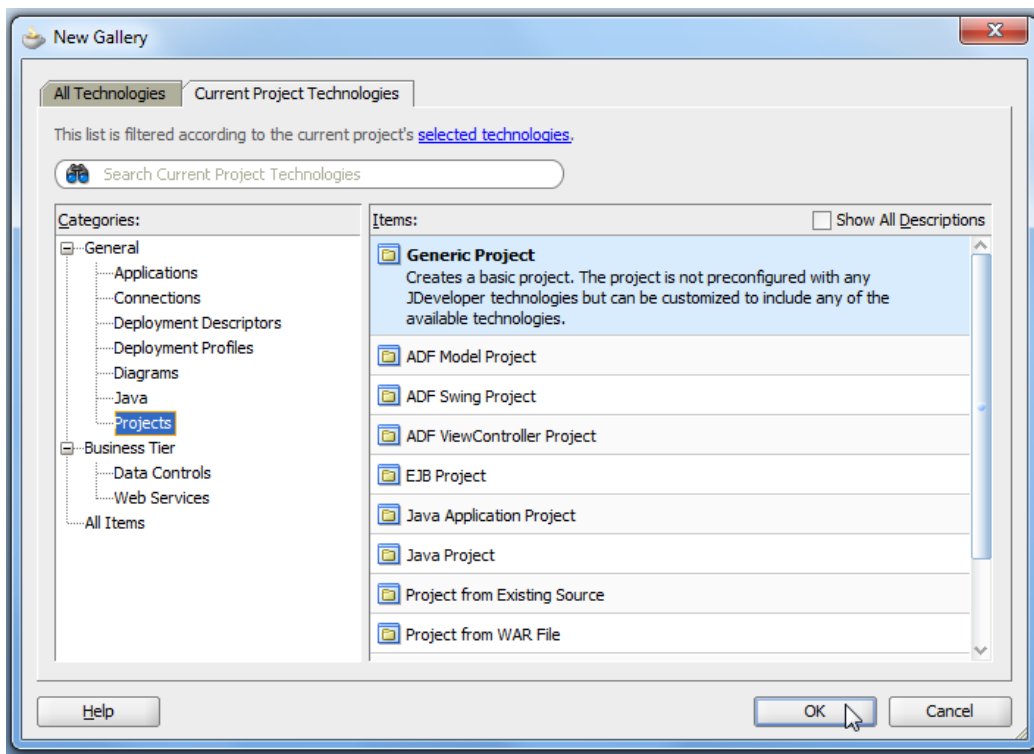 New Gallery
All Technologies
Current Project Technologies
This list is filtered according to the current project's selected technologies.
Search Current Project Technologies
Categories:
General
Applications
Connections
Deployment Descriptors
Deployment Profiles
Diagrams
Java
Projects
Business Tier
Data Controls
Web Services
All Items
Items:
Show All Descriptions
Generic Project
Creates a basic project. The project is not preconfigured with any
JDeveloper technologies but can be customized to include any of the
available technologies.
ADF Model Project
ADF Swing Project
ADF ViewController Project
EJB Project
Java Application Project
Java Project
Project from Existing Source
Project from WAR File
Help
OK
Cancel